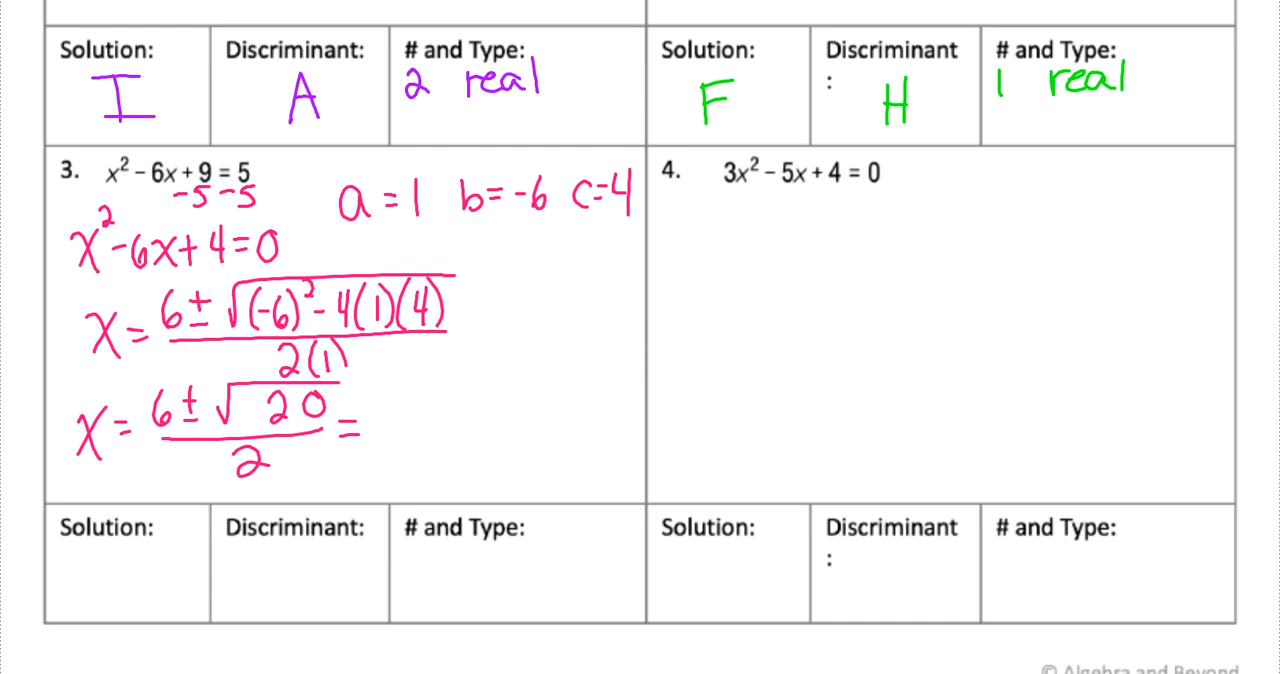 Solution: Discriminant: # and Type: Solution: Discriminant # and Type:
I A 2 real F : H 1 real
3. x² – 6x + 9 = 5 a = 1 b = -6 c=4 4. 3x² – 5x + 4 = 0
-5 -5
x² -6x + 4 = 0
x = 6 ± √(-6)² - 4(1)(4)
2(1)
x = 6 ± √20 =
2
Solution: Discriminant: # and Type: Solution: Discriminant # and Type:
:
© Algebra and Beyond